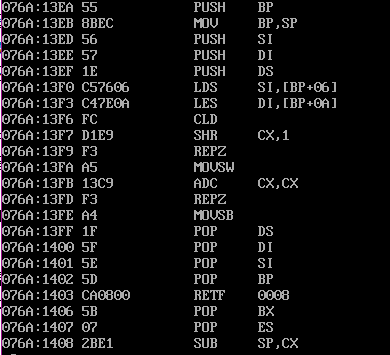 076A:13EA 55 PUSH BP
076A:13EB 8BEC MOV BP,SP
076A:13ED 56 PUSH SI
076A:13EE 57 PUSH DI
076A:13EF 1E PUSH DS
076A:13F0 C57606 LDS SI,[BP+06]
076A:13F3 C47E0A LES DI,[BP+0A]
076A:13F6 FC CLD
076A:13F7 D1E9 SHR CX,1
076A:13F9 F3 REPZ
076A:13FA A5 MOVSW
076A:13FB 13C9 ADC CX,CX
076A:13FD F3 REPZ
076A:13FE A4 MOVSB
076A:13FF 1F POP DS
076A:1400 5F POP DI
076A:1401 5E POP SI
076A:1402 5D POP BP
076A:1403 CA0800 RETF 0008
076A:1406 5B POP BX
076A:1407 07 POP ES
076A:1408 2BE1 SUB SP,CX